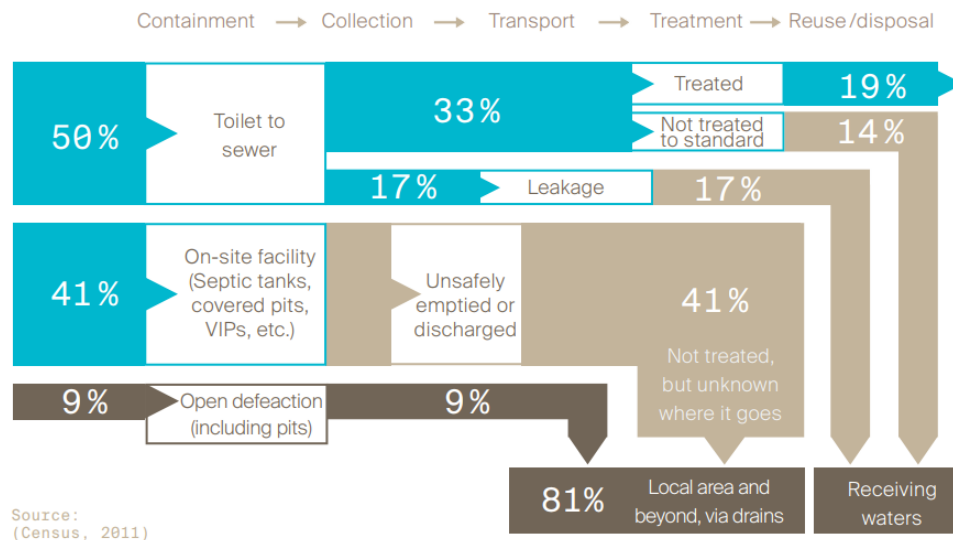 Containment → Collection → Transport → Treatment → Reuse/disposal
50%
Toilet to
sewer
33%
Treated
19%
Not treated
to standard
14%
17%
Leakage
17%
41%
On-site facility
(Septic tanks,
covered pits,
VIPs, etc.)
Unsafely
emptied or
discharged
41%
Not treated,
but unknown
where it goes
9%
Open defeaction
(including pits)
9%
81%
Local area and
beyond, via drains
Receiving
waters
Source:
(Census, 2011)